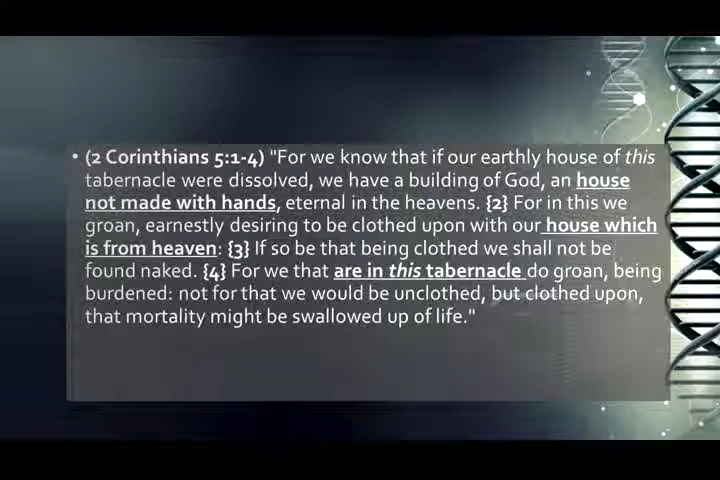 • (2 Corinthians 5:1-4) "For we know that if our earthly house of this
tabernacle were dissolved, we have a building of God, an house
not made with hands, eternal in the heavens. {2} For in this we
groan, earnestly desiring to be clothed upon with our house which
is from heaven: {3} If so be that being clothed we shall not be
found naked. {4} For we that are in this tabernacle do groan, being
burdened: not for that we would be unclothed, but clothed upon,
that mortality might be swallowed up of life."